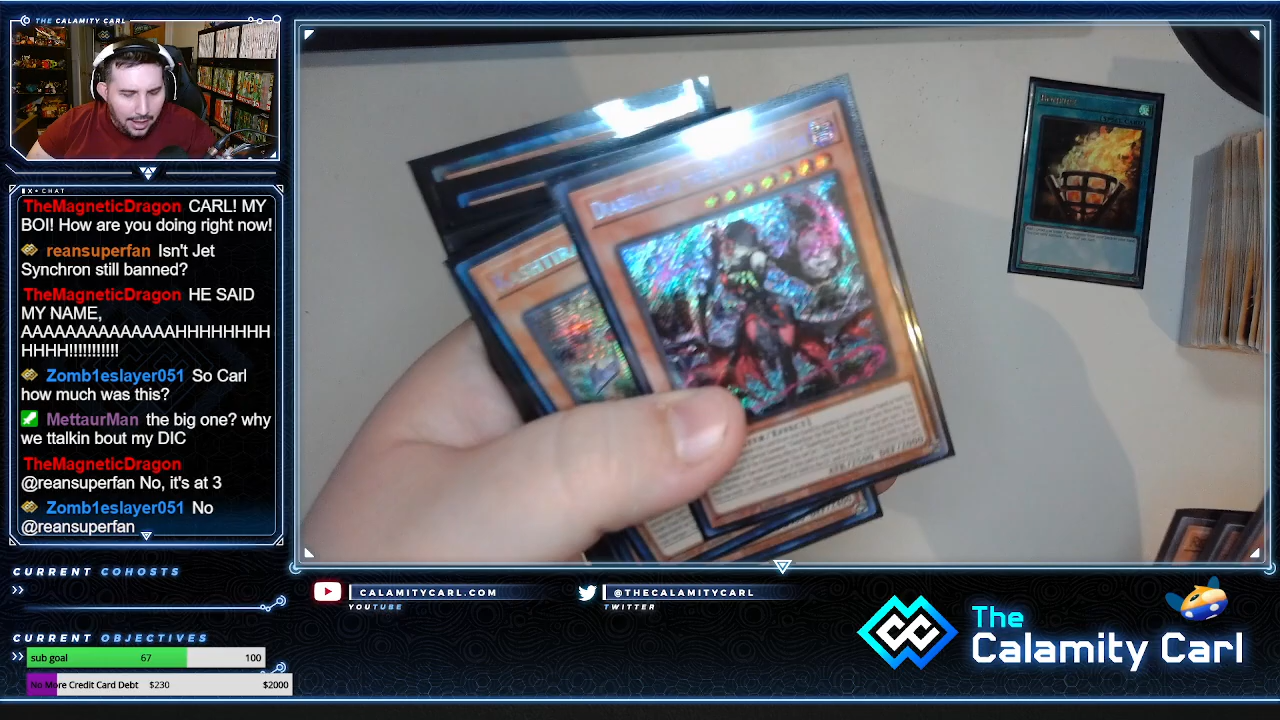 THE CALAMITY CARL
CHAT
TheMagneticDragon CARL! MY
BOI! How are you doing right now!
reansuperfan Isn't Jet
Synchron still banned?
TheMagneticDragon HE SAID
MY NAME,
AAAAAAAAAAAAAAHHHHHHHH
HHHH!!!!!!!!!!!
Zomb1eslayer051 So Carl
how much was this?
MettaurMan the big one? why
we ttalkin bout my DIC
TheMagneticDragon
@reansuperfan No, it's at 3
Zomb1eslayer051 No
@reansuperfan
CURRENT COHOSTS
CURRENT OBJECTIVES
sub goal 67 100
No More Credit Card Debt $230 $2000
CALAMITYCARL.COM
YOUTUBE
@THECALAMITYCARL
TWITTER
The
Calamity Carl